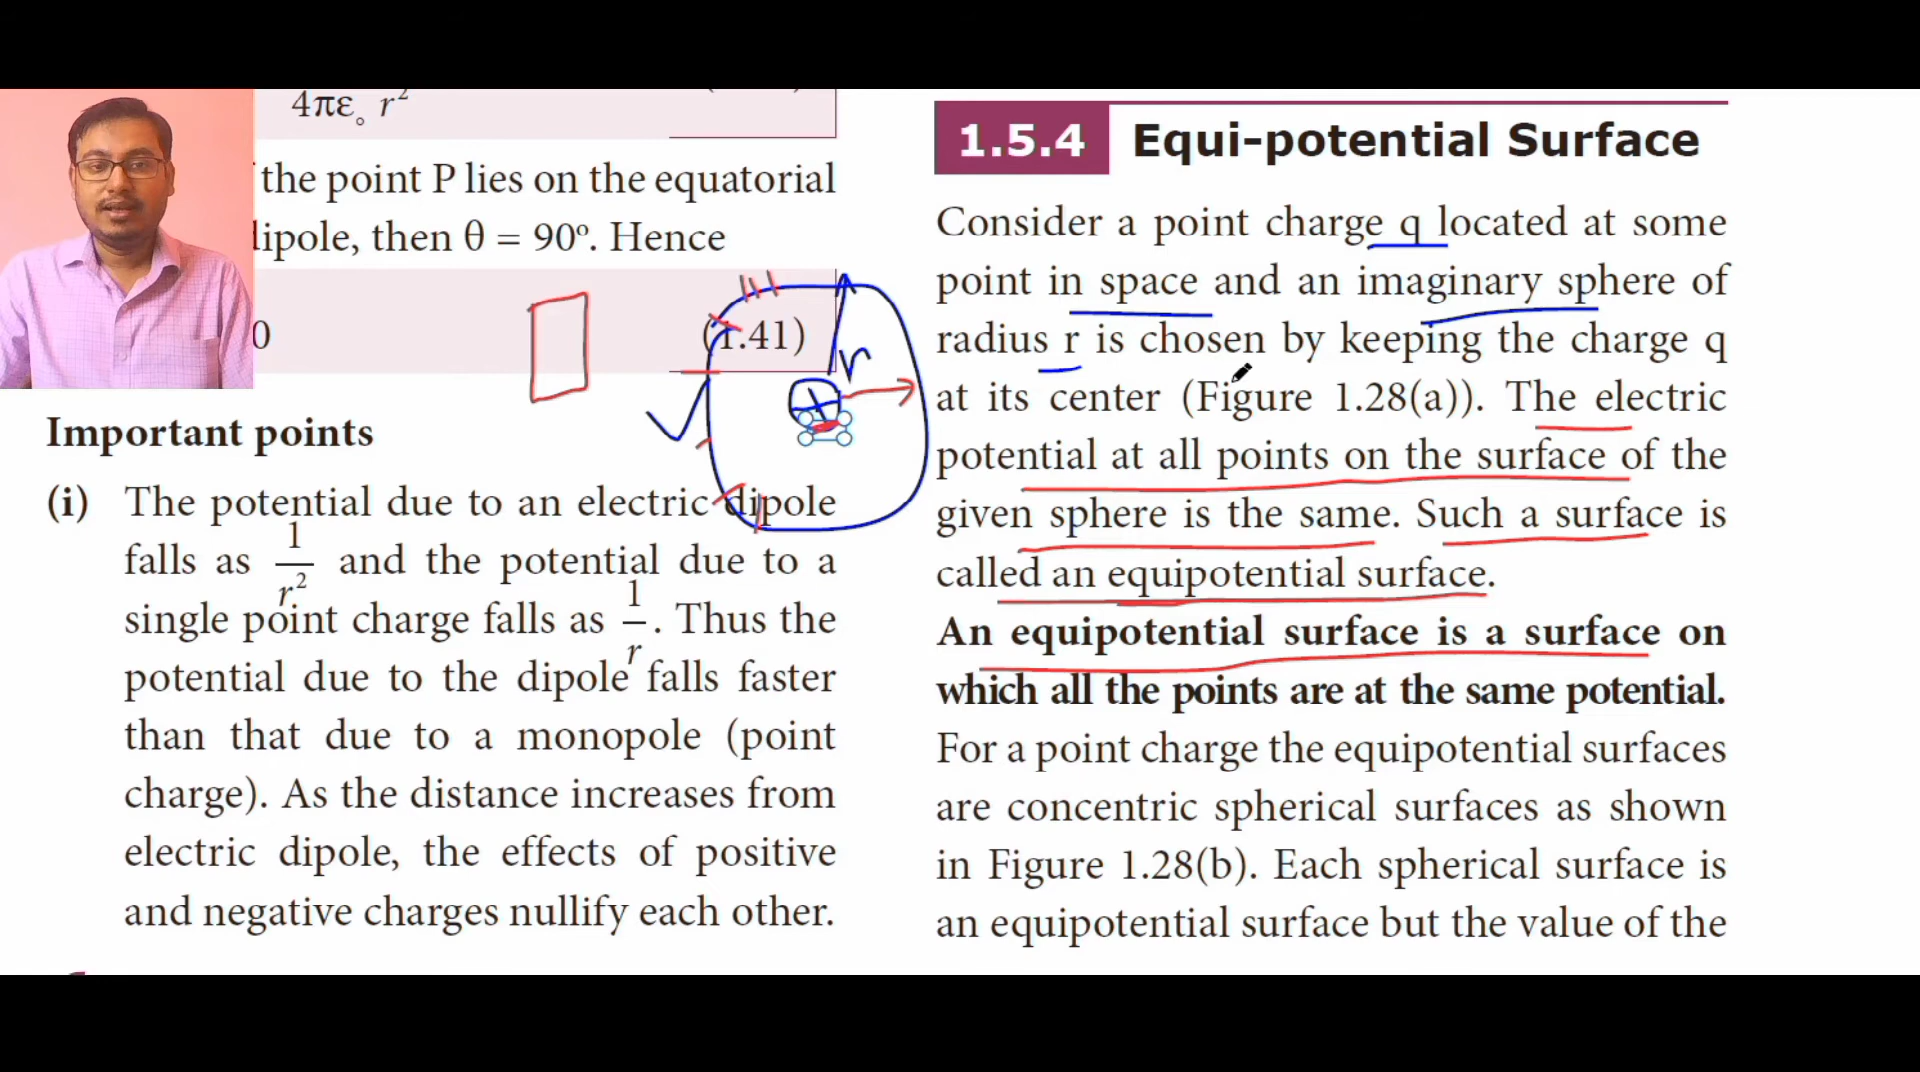 4πε₀ r²
the point P lies on the equatorial
dipole, then θ = 90º. Hence
0
(1.41)
Important points
(i) The potential due to an electric dipole
falls as 1/r² and the potential due to a
single point charge falls as 1/r. Thus the
potential due to the dipole falls faster
than that due to a monopole (point
charge). As the distance increases from
electric dipole, the effects of positive
and negative charges nullify each other.
1.5.4 Equi-potential Surface
Consider a point charge q located at some
point in space and an imaginary sphere of
radius r is chosen by keeping the charge q
at its center (Figure 1.28(a)). The electric
potential at all points on the surface of the
given sphere is the same. Such a surface is
called an equipotential surface.
An equipotential surface is a surface on
which all the points are at the same potential.
For a point charge the equipotential surfaces
are concentric spherical surfaces as shown
in Figure 1.28(b). Each spherical surface is
an equipotential surface but the value of the
r
+